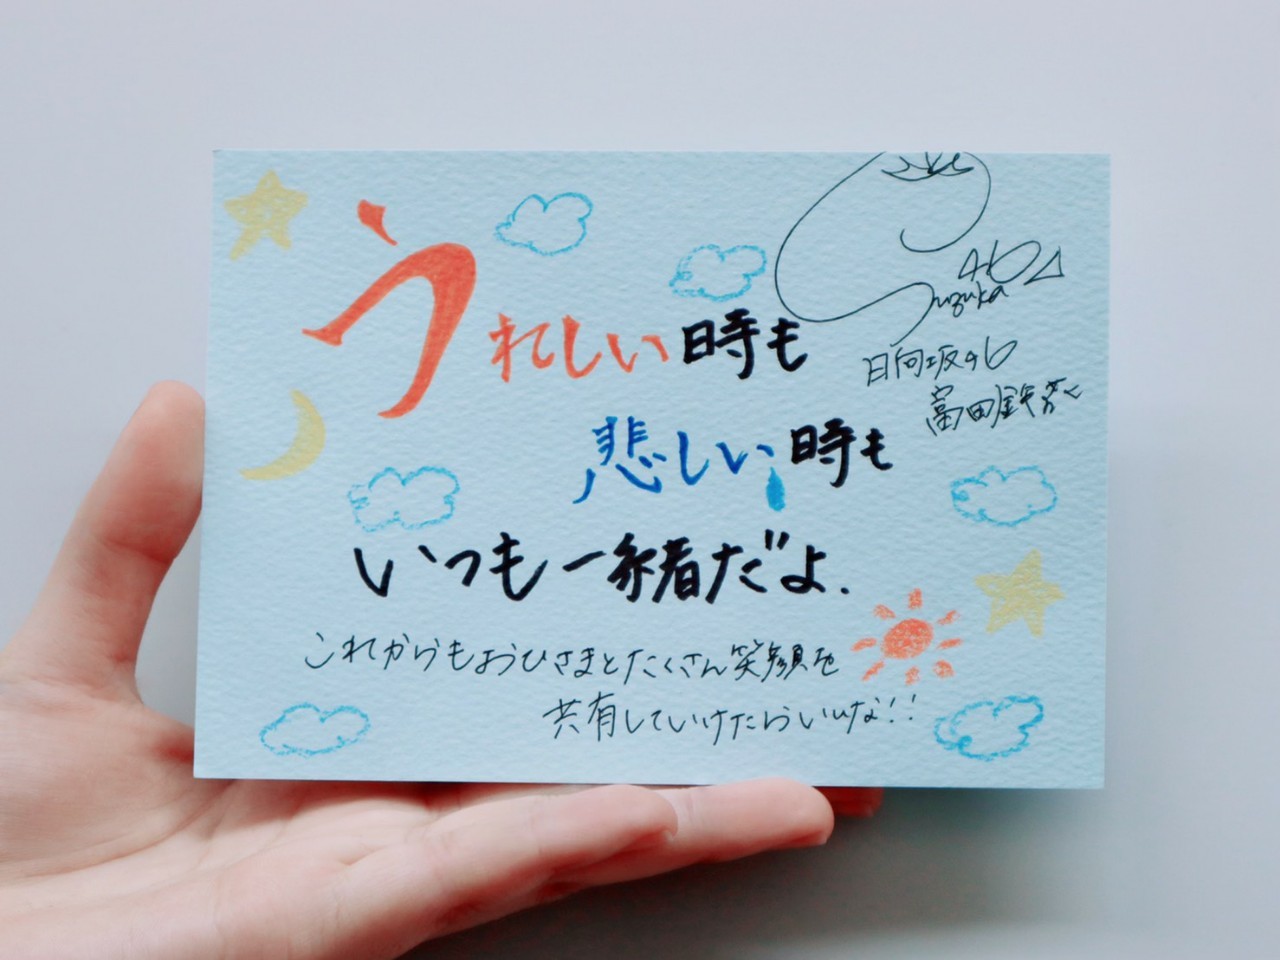 うれしい時も
悲しい時も
いつも一緒だよ.
これからもおひさまとたくさん笑顔を
共有していけたらいいな!!
Suzuka
46
日向坂46
富田鈴花